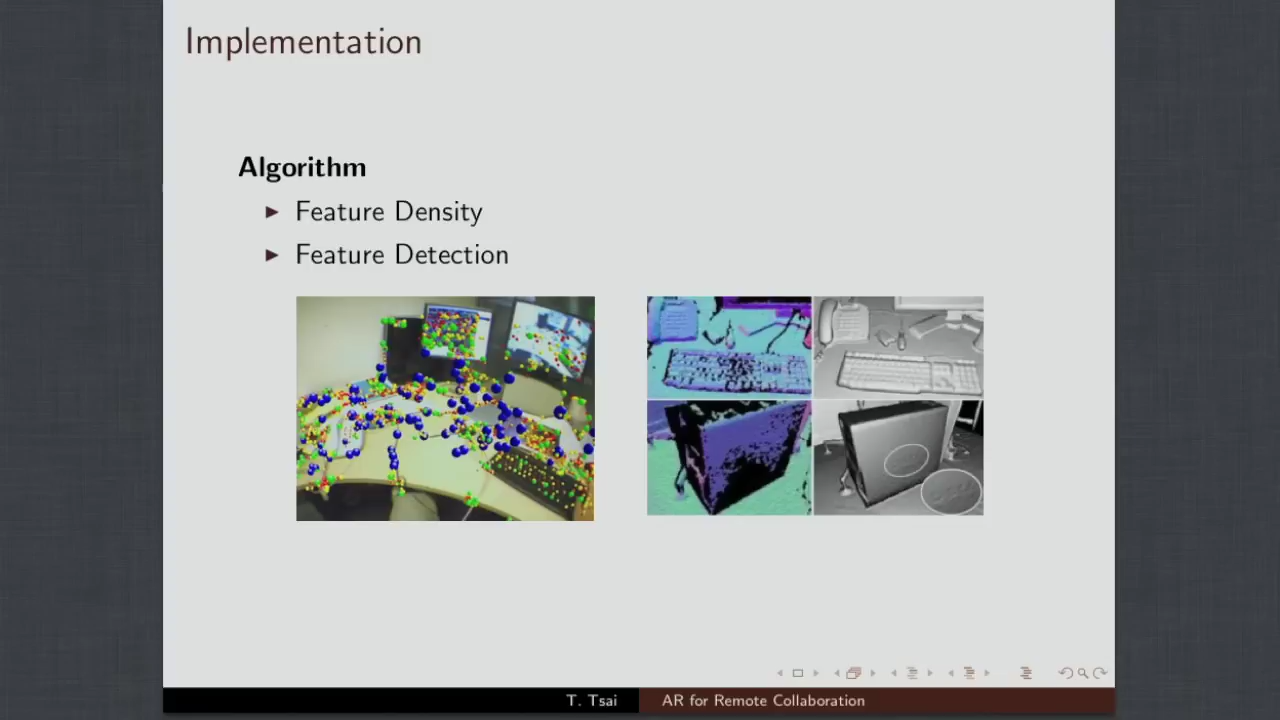 Implementation
Algorithm
Feature Density
Feature Detection
T. Tsai
AR for Remote Collaboration